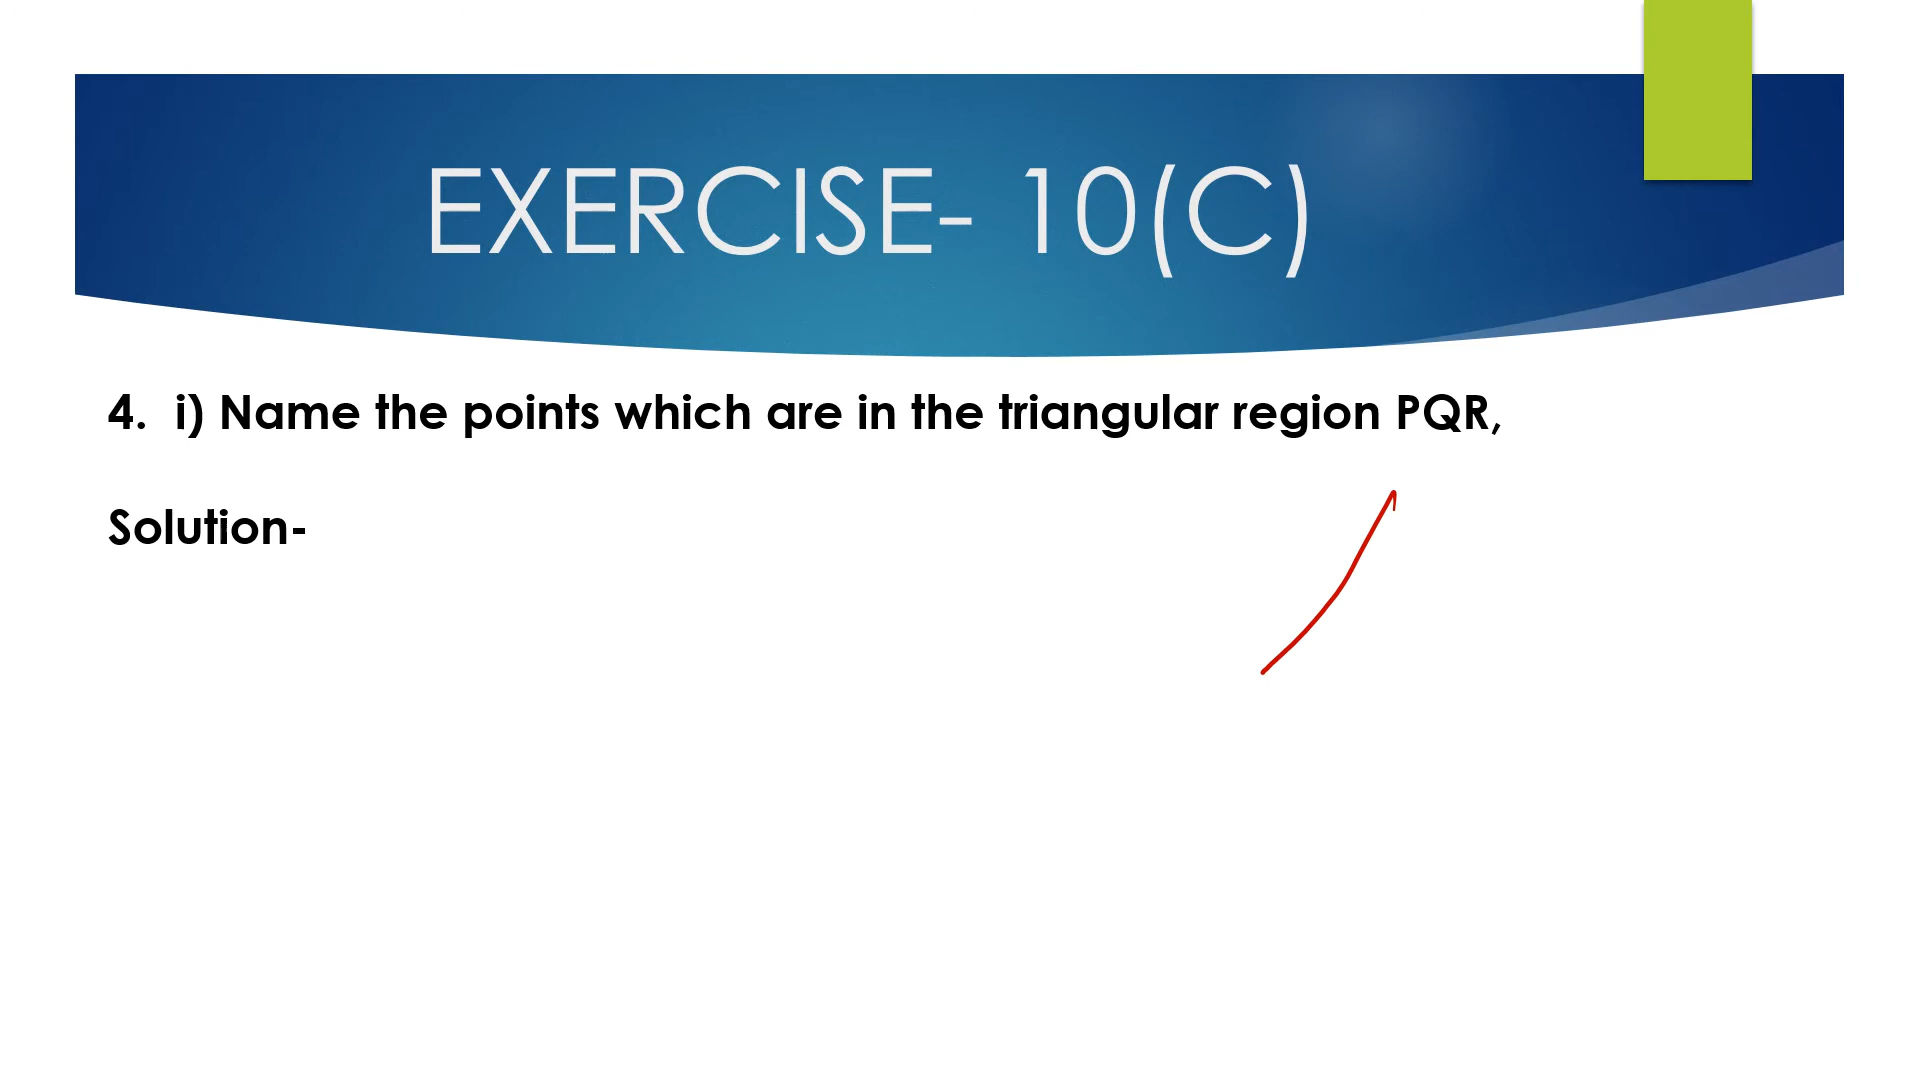 EXERCISE- 10(C)
4. i) Name the points which are in the triangular region PQR,
Solution-